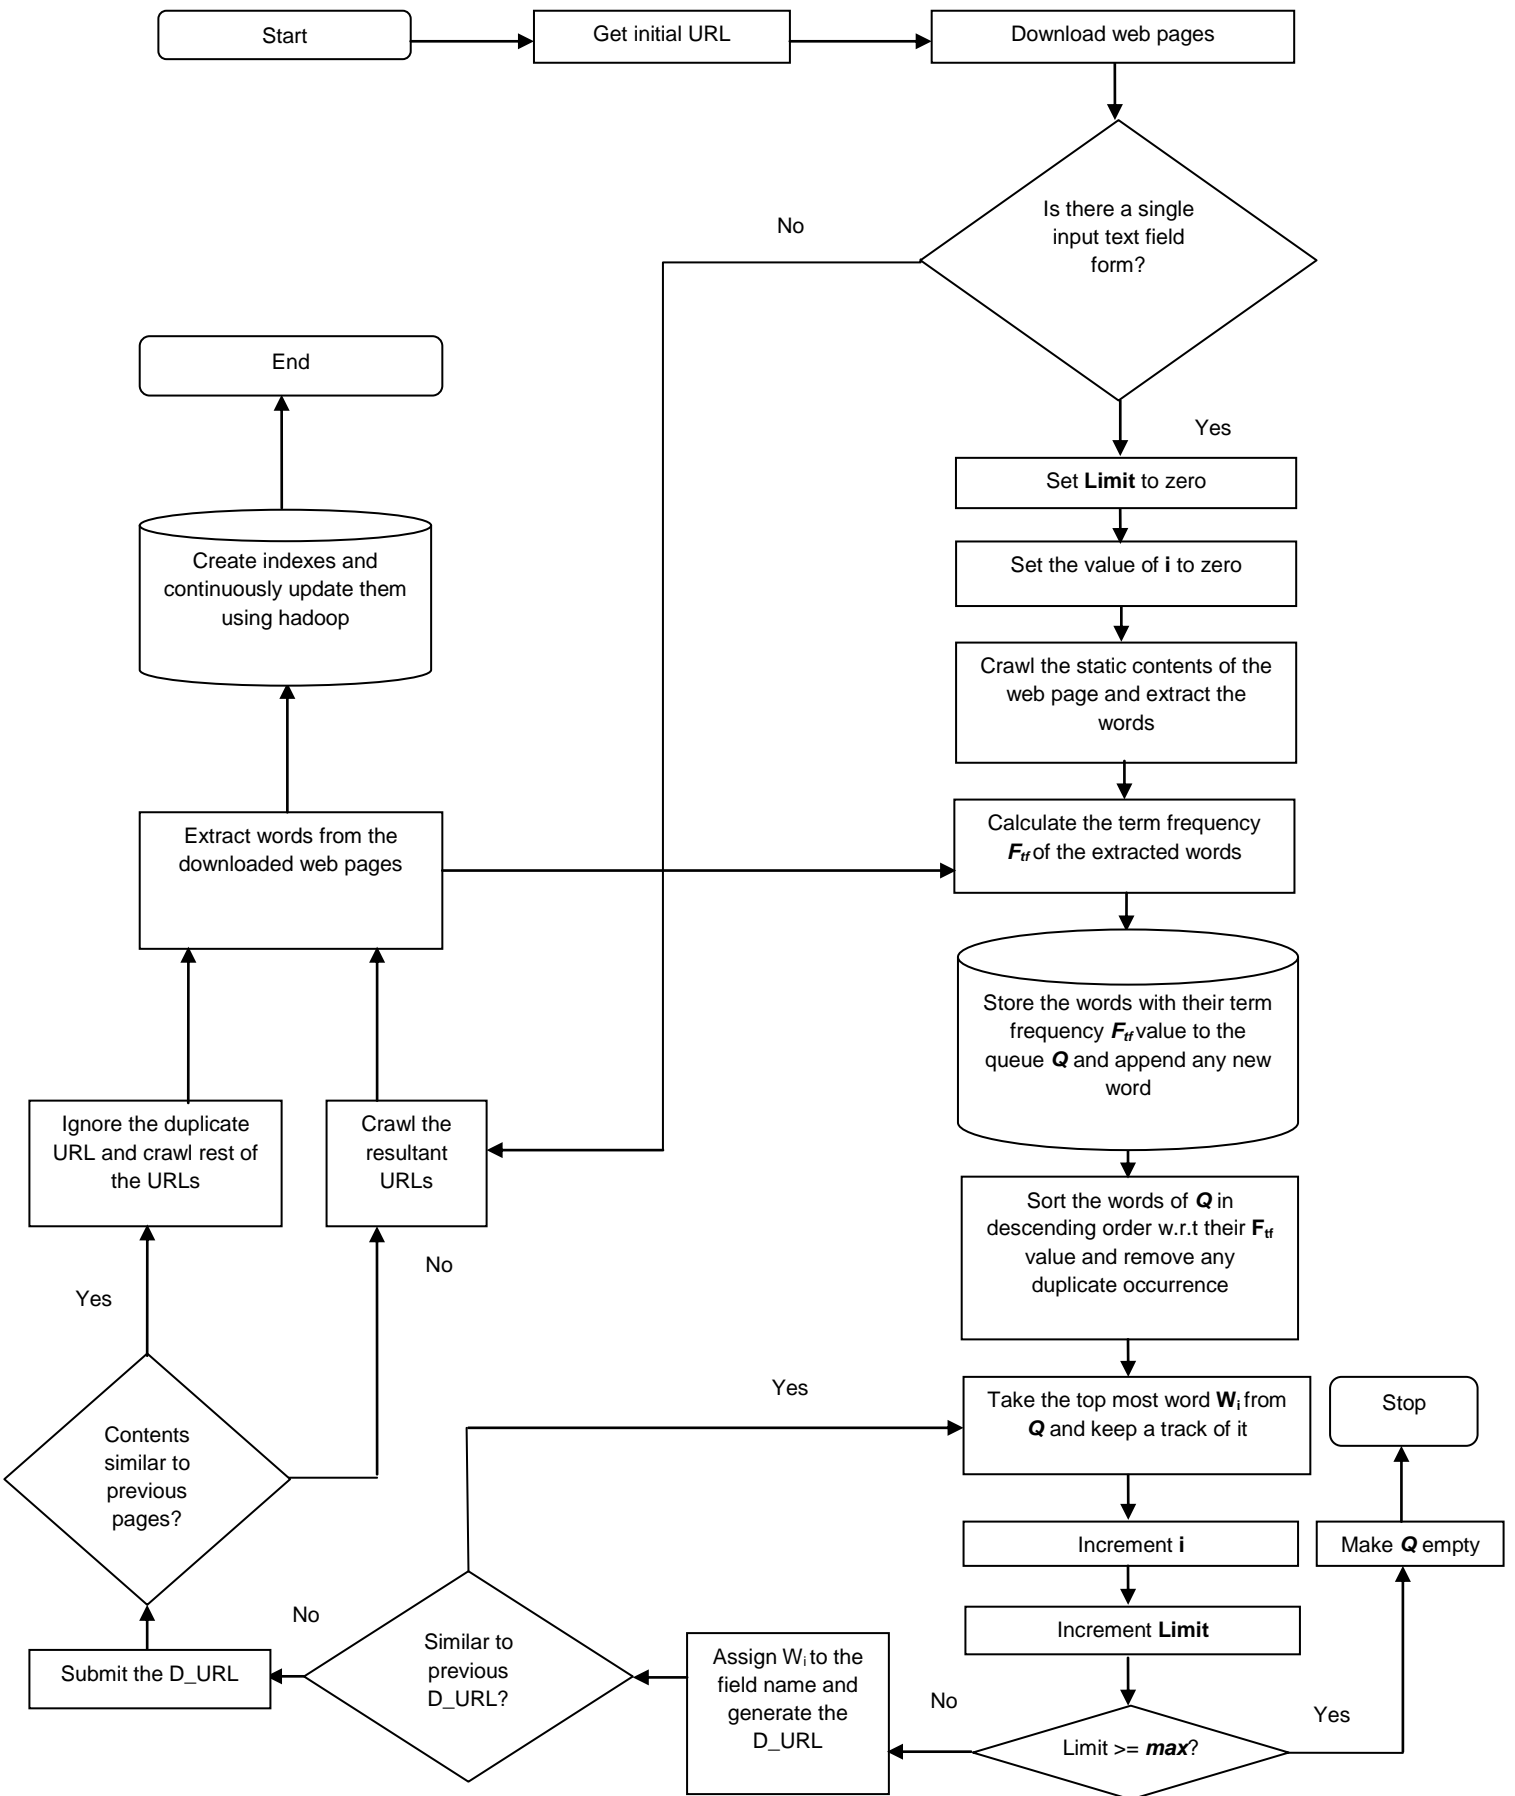 Start
Get initial URL
Download web pages
Is there a single
input text field
form?
No
Yes
End
Set Limit to zero
Set the value of i to zero
Create indexes and
continuously update them
using hadoop
Crawl the static contents of the
web page and extract the
words
Extract words from the
downloaded web pages
Calculate the term frequency
Ftf of the extracted words
Store the words with their term
frequency Ftf value to the
queue Q and append any new
word
Ignore the duplicate
URL and crawl rest of
the URLs
Crawl the
resultant
URLs
Sort the words of Q in
descending order w.r.t their Ftf
value and remove any
duplicate occurrence
No
Yes
Yes
Take the top most word Wi from
Q and keep a track of it
Stop
Contents
similar to
previous
pages?
Increment i
Make Q empty
Increment Limit
No
Similar to
previous
D_URL?
Submit the D_URL
Assign Wi to the
field name and
generate the
D_URL
No
Yes
Limit >= max?